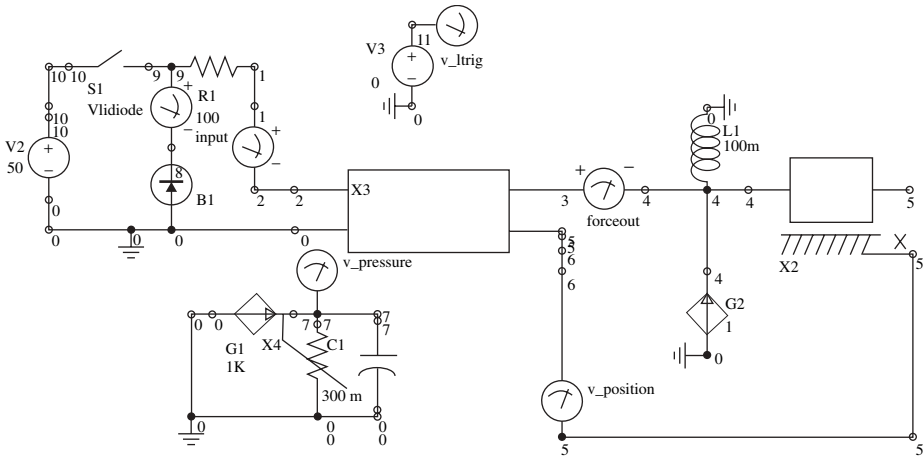 11
V3
0
v_ltrig
0
10 10
S1
9 9
R1
100
1
Vlidiode
input
1
10
10
V2
50
8
B1
0
2 2
X3
0 0 0 0
3
forceout
4 4 4
0
L1
100m
5
5
5
6
6
X2
5
4
G2
1
0
v_pressure
0 0
G1
1K
X4
7 7
C1
7
7
300 m
0 0
0
0
0
v_position
5 5